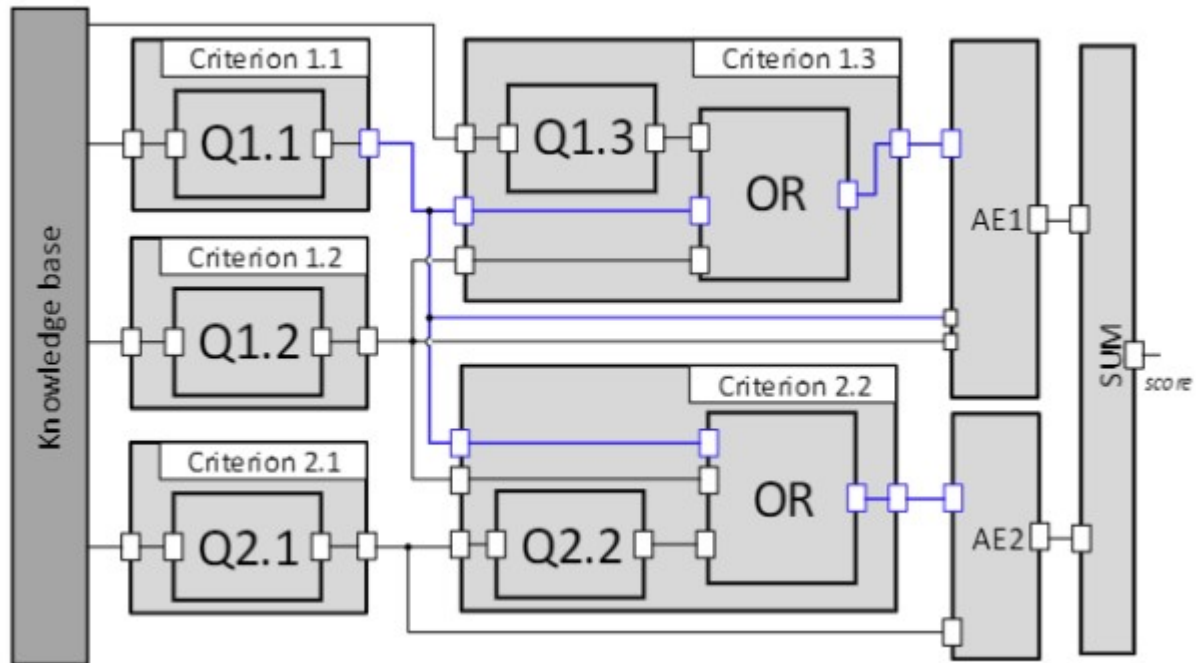 Knowledge base
Criterion 1.1
Q1.1
Criterion 1.2
Q1.2
Criterion 2.1
Q2.1
Criterion 1.3
Q1.3
OR
Criterion 2.2
OR
Q2.2
AE1
AE2
SUM
score